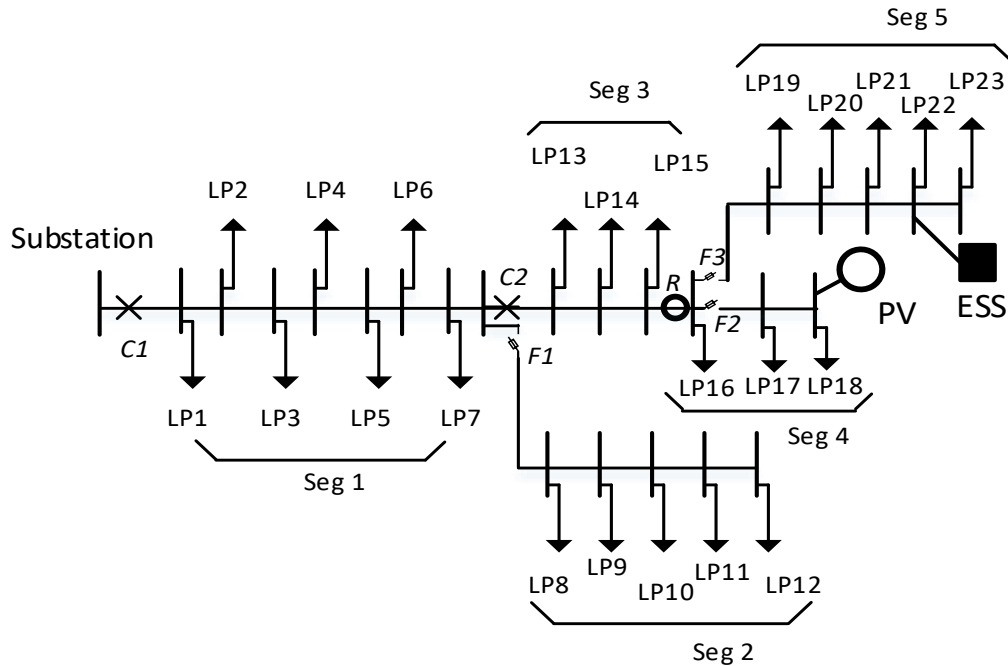 Seg 5
LP19
LP20
LP21
LP22
LP23
Seg 3
LP13
LP14
LP15
LP2
LP4
LP6
Substation
C1
C2
R
F3
F2
F1
PV
ESS
LP1
LP3
LP5
LP7
Seg 1
LP16
LP17
LP18
Seg 4
LP8
LP9
LP10
LP11
LP12
Seg 2